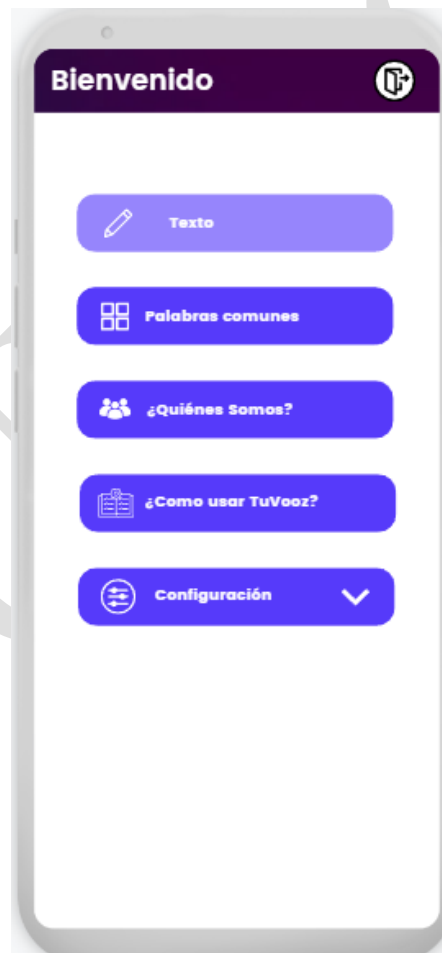 Bienvenido
Texto
Palabras comunes
¿Quiénes Somos?
¿Como usar TuVooz?
Configuración